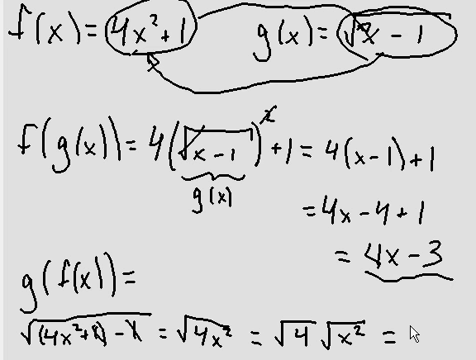 f(x) = 4x² + 1 g(x) = √x - 1
f(g(x)) = 4(√x - 1)² + 1 = 4(x - 1) + 1
g(x)
= 4x - 4 + 1
= 4x - 3
g(f(x)) =
√(4x² + 1) - 1 = √4x² = √4 √x² =